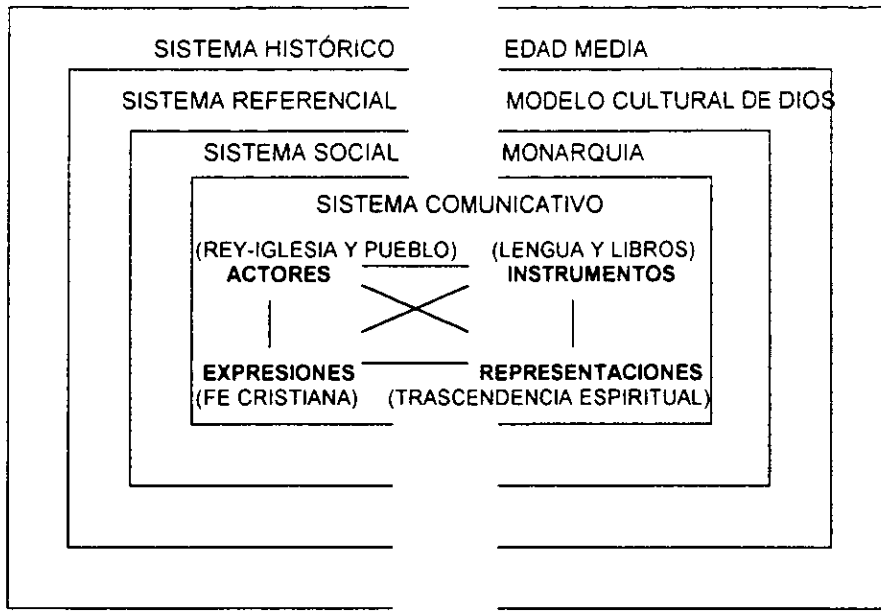 SISTEMA HISTÓRICO EDAD MEDIA
SISTEMA REFERENCIAL MODELO CULTURAL DE DIOS
SISTEMA SOCIAL MONARQUIA
SISTEMA COMUNICATIVO
(REY-IGLESIA Y PUEBLO) (LENGUA Y LIBROS)
ACTORES INSTRUMENTOS
EXPRESIONES REPRESENTACIONES
(FE CRISTIANA) (TRASCENDENCIA ESPIRITUAL)